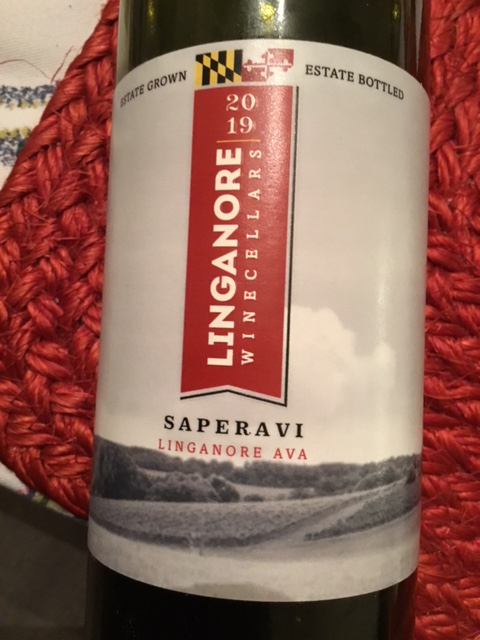 ESTATE GROWN
ESTATE BOTTLED
20
19
LINGANORE
WINECELLARS
SAPERAVI
LINGANORE AVA